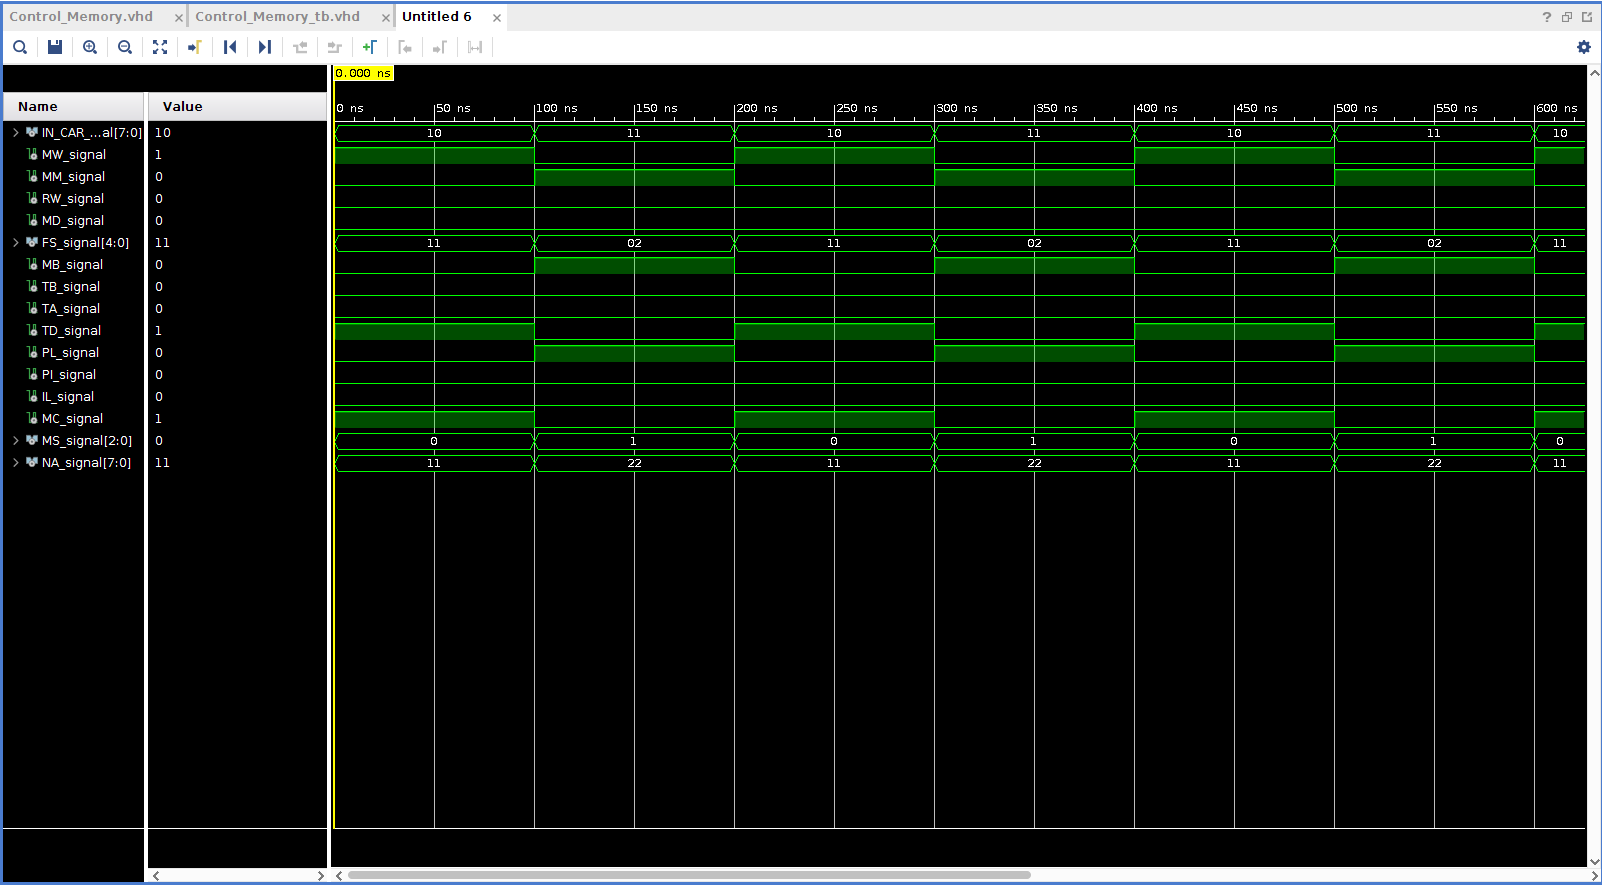 Control_Memory.vhd × Control_Memory_tb.vhd × Untitled 6 × ?
0.000 ns
Name Value
0 ns 50 ns 100 ns 150 ns 200 ns 250 ns 300 ns 350 ns 400 ns 450 ns 500 ns 550 ns 600 ns
IN_CAR_...al[7:0] 10 10 11 10 11 10 11 10
MW_signal 1
MM_signal 0
RW_signal 0
MD_signal 0
FS_signal[4:0] 11 11 02 11 02 11 02 11
MB_signal 0
TB_signal 0
TA_signal 0
TD_signal 1
PL_signal 0
PI_signal 0
IL_signal 0
MC_signal 1
MS_signal[2:0] 0 0 1 0 1 0 1 0
NA_signal[7:0] 11 11 22 11 22 11 22 11